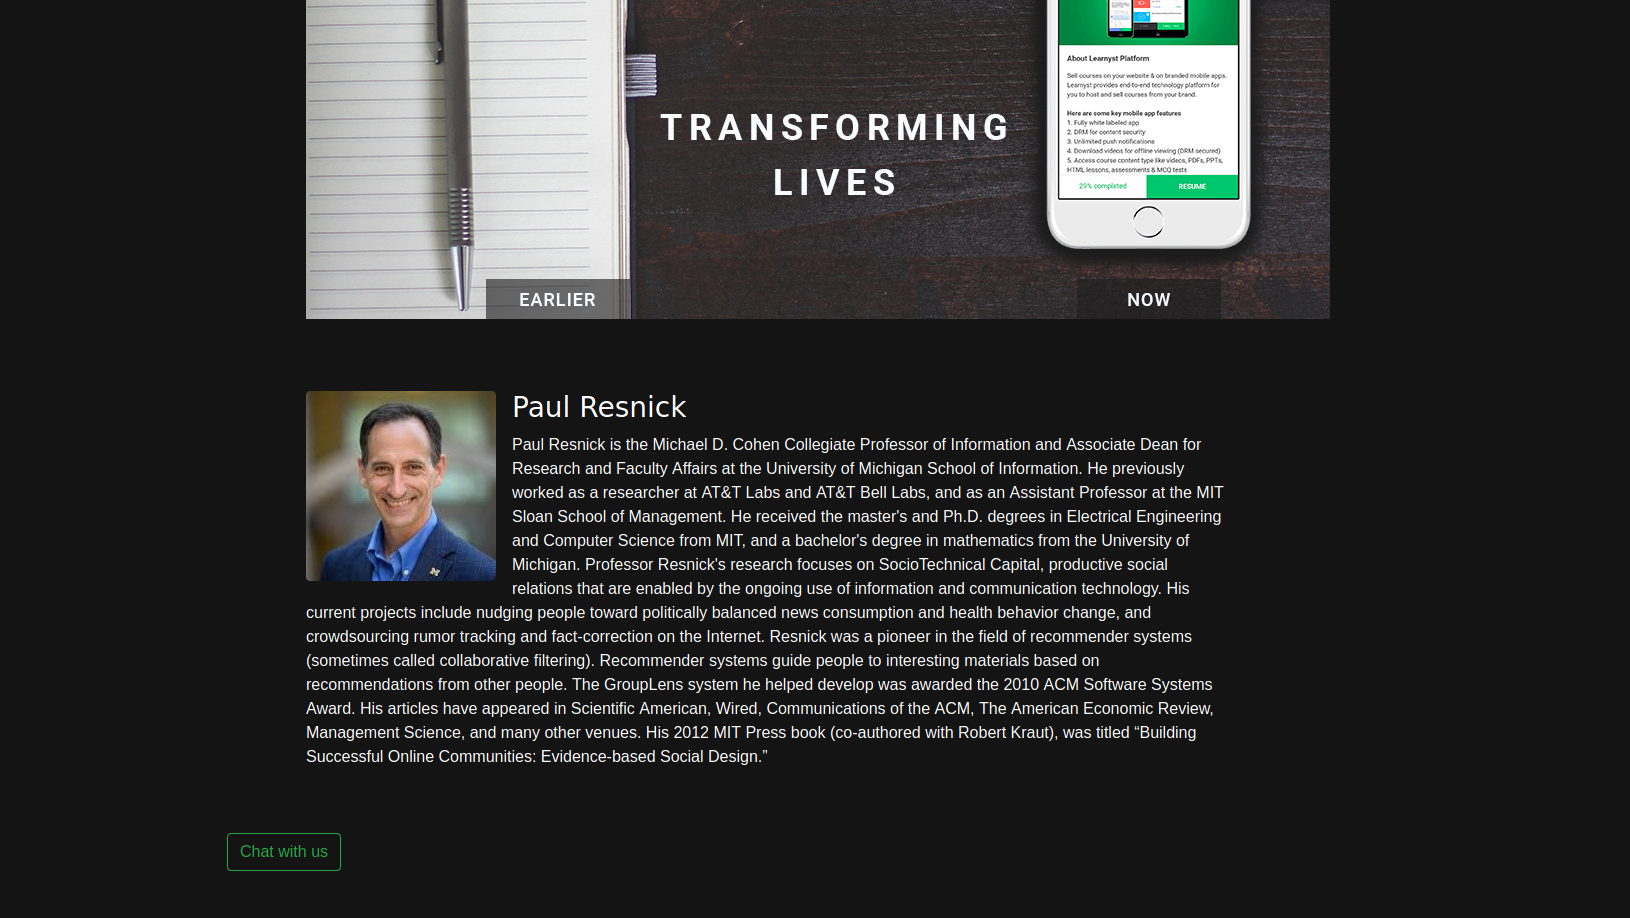 About Learnyst Platform
Sell courses on your website & on branded mobile apps.
Learnyst provides end-to-end technology platform for
you to host and sell courses from your brand.
Here are some key mobile app features
1. Fully white labeled app
2. DRM for content security
3. Unlimited push notifications
4. Download videos for offline viewing (DRM secured)
5. Access course content type like videos, PDFs, PPTs,
HTML lessons, assessments & MCQ tests
29% completed RESUME
TRANSFORMING
LIVES
EARLIER NOW
Paul Resnick
Paul Resnick is the Michael D. Cohen Collegiate Professor of Information and Associate Dean for
Research and Faculty Affairs at the University of Michigan School of Information. He previously
worked as a researcher at AT&T Labs and AT&T Bell Labs, and as an Assistant Professor at the MIT
Sloan School of Management. He received the master's and Ph.D. degrees in Electrical Engineering
and Computer Science from MIT, and a bachelor's degree in mathematics from the University of
Michigan. Professor Resnick's research focuses on SocioTechnical Capital, productive social
relations that are enabled by the ongoing use of information and communication technology. His
current projects include nudging people toward politically balanced news consumption and health behavior change, and
crowdsourcing rumor tracking and fact-correction on the Internet. Resnick was a pioneer in the field of recommender systems
(sometimes called collaborative filtering). Recommender systems guide people to interesting materials based on
recommendations from other people. The GroupLens system he helped develop was awarded the 2010 ACM Software Systems
Award. His articles have appeared in Scientific American, Wired, Communications of the ACM, The American Economic Review,
Management Science, and many other venues. His 2012 MIT Press book (co-authored with Robert Kraut), was titled “Building
Successful Online Communities: Evidence-based Social Design.”
Chat with us